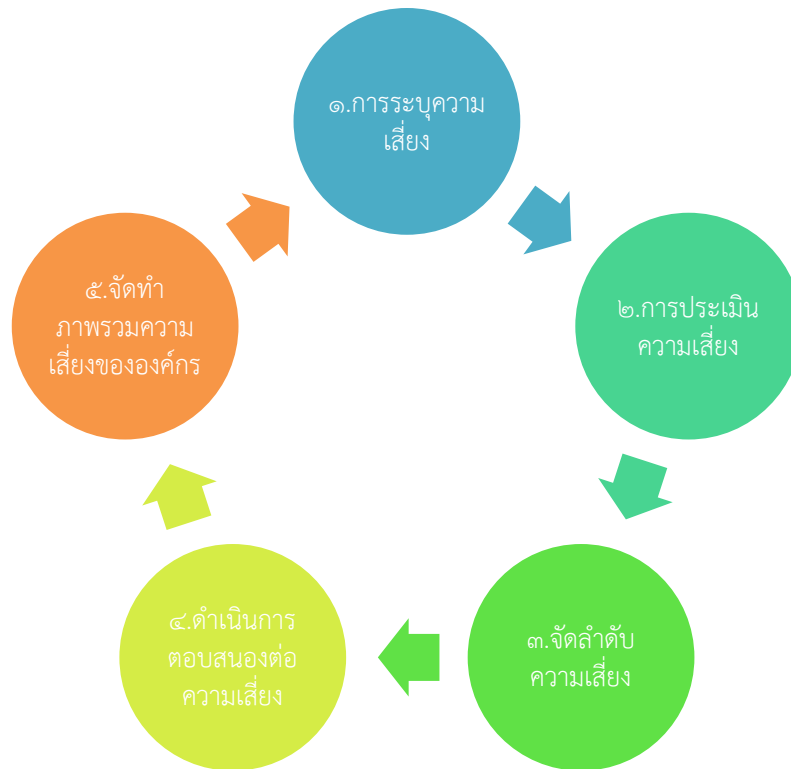 ๑.การระบุความ
เสี่ยง
๒.การประเมิน
ความเสี่ยง
๓.จัดลำดับ
ความเสี่ยง
๔.ดำเนินการ
ตอบสนองต่อ
ความเสี่ยง
๕.จัดทำ
ภาพรวมความ
เสี่ยงขององค์กร